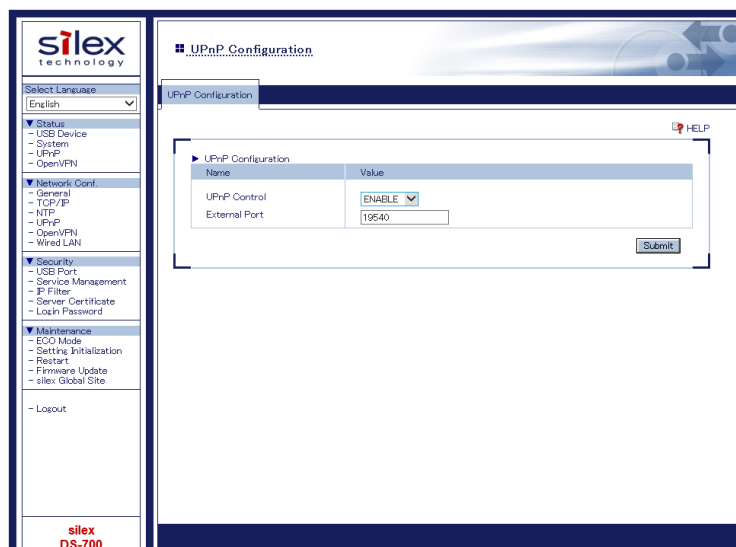 silex
technology
Select Language
English
▼ Status
- USB Device
- System
- UPnP
- OpenVPN
▼ Network Conf.
- General
- TCP/IP
- NTP
- UPnP
- OpenVPN
- Wired LAN
▼ Security
- USB Port
- Service Management
- IP Filter
- Server Certificate
- Login Password
▼ Maintenance
- ECO Mode
- Setting Initialization
- Restart
- Firmware Update
- silex Global Site
- Logout
silex
DS-700
UPnP Configuration
UPnP Configuration
HELP
► UPnP Configuration
Name Value
UPnP Control ENABLE
External Port 19540
Submit